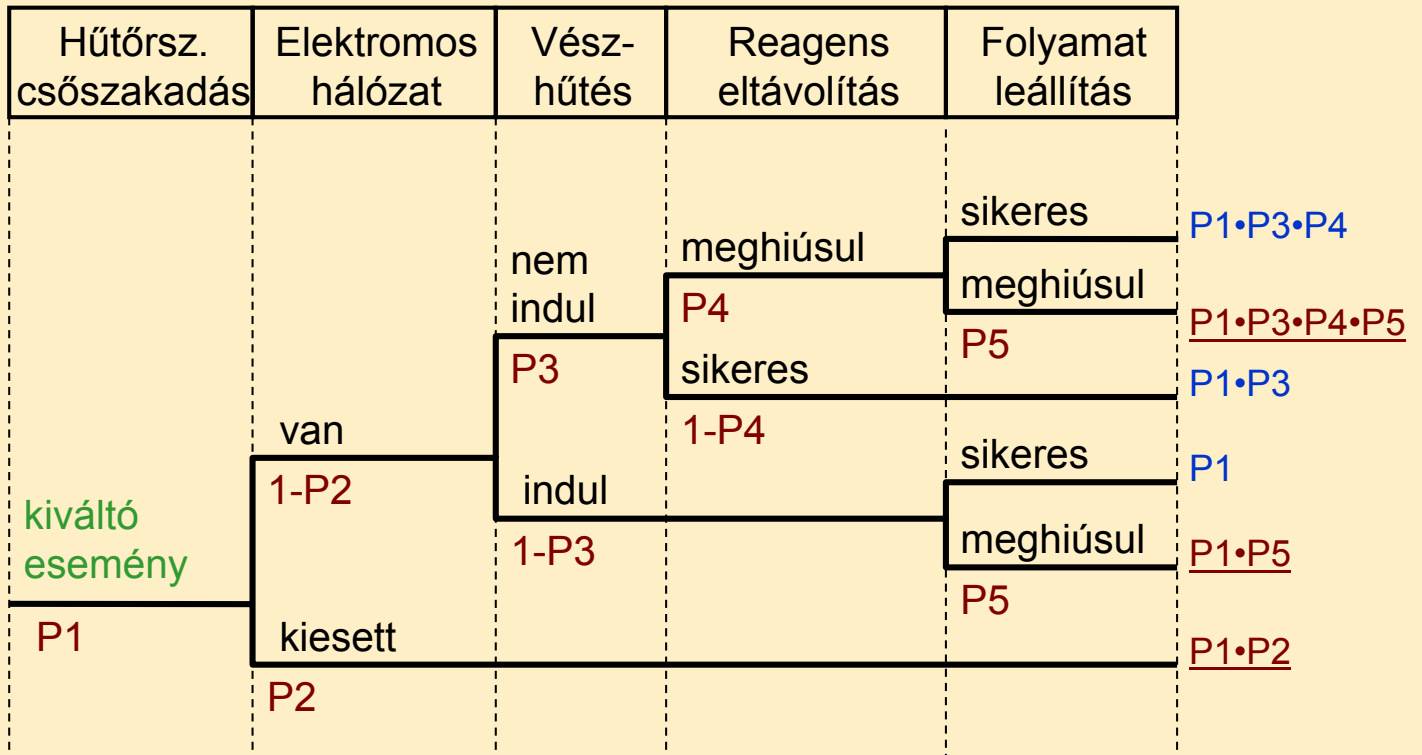 Hűtőrsz.
csőszakadás
Elektromos
hálózat
Vész-
hűtés
Reagens
eltávolítás
Folyamat
leállítás
sikeres
P1•P3•P4
nem
indul
meghiúsul
P4
meghiúsul
P1•P3•P4•P5
P3
P5
sikeres
P1•P3
1-P4
van
1-P2
sikeres
P1
indul
kiváltó
esemény
1-P3
meghiúsul
P1•P5
P5
P1
kiesett
P1•P2
P2